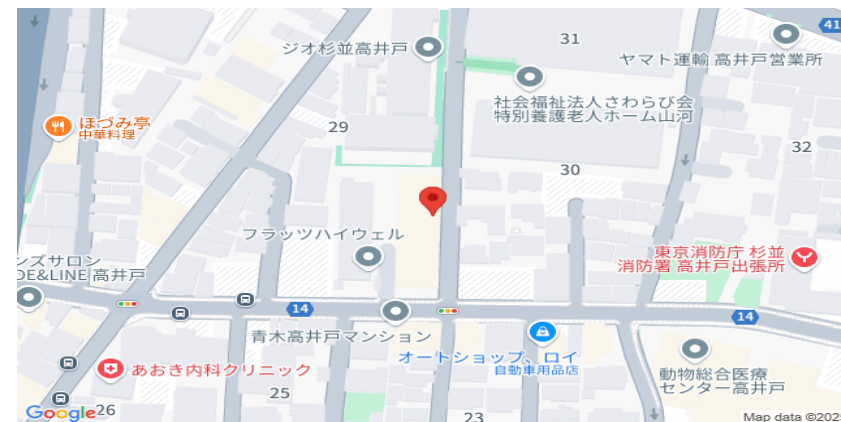 41
31
ジオ杉並高井戸
ヤマト運輸 高井戸営業所
社会福祉法人さわらび会
特別養護老人ホーム山河
ほづみ亭
中華料理
29
32
30
フラッツハイウェル
東京消防庁 杉並
消防署 高井戸出張所
ンズサロン
DE&LINE 高井戸
14
14
青木高井戸マンション
オートショップ、ロイ
自動車用品店
あおき内科クリニック
動物総合医療
センター高井戸
25
26
23
Google
Map data ©2025